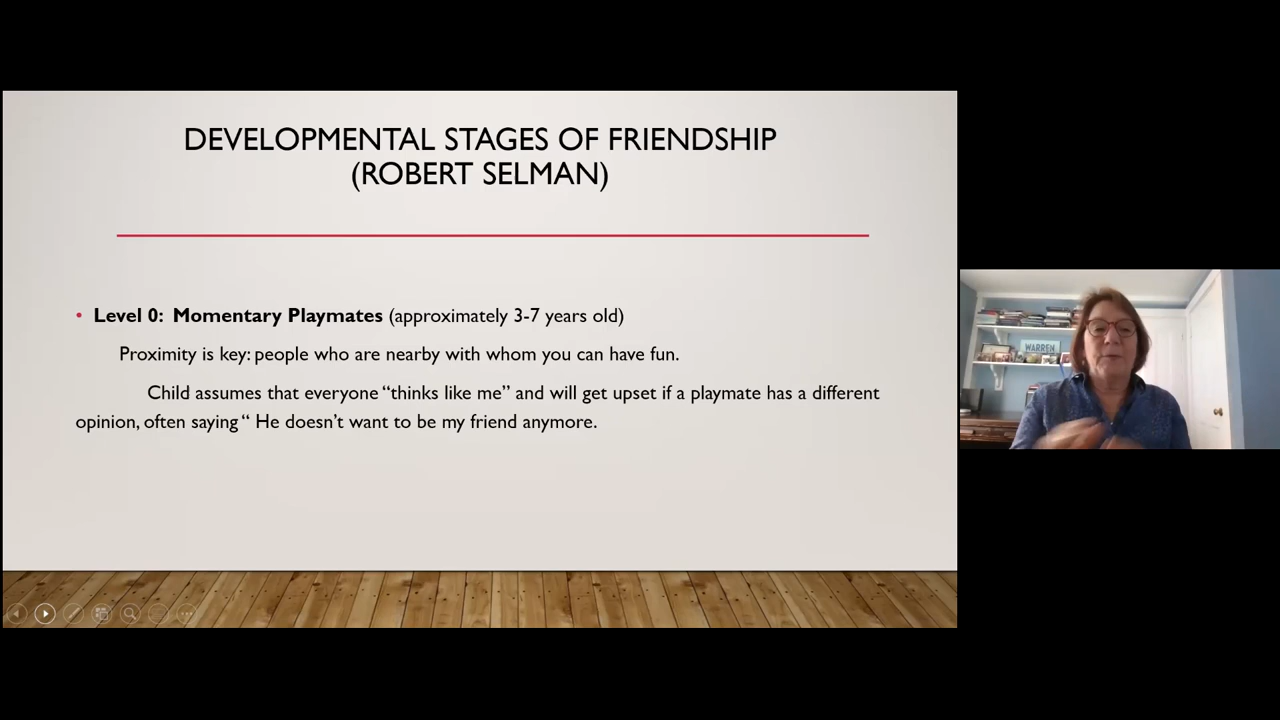 DEVELOPMENTAL STAGES OF FRIENDSHIP
(ROBERT SELMAN)
• Level 0:  Momentary Playmates (approximately 3-7 years old)
Proximity is key: people who are nearby with whom you can have fun.
Child assumes that everyone “thinks like me” and will get upset if a playmate has a different
opinion, often saying “ He doesn’t want to be my friend anymore.
WARREN